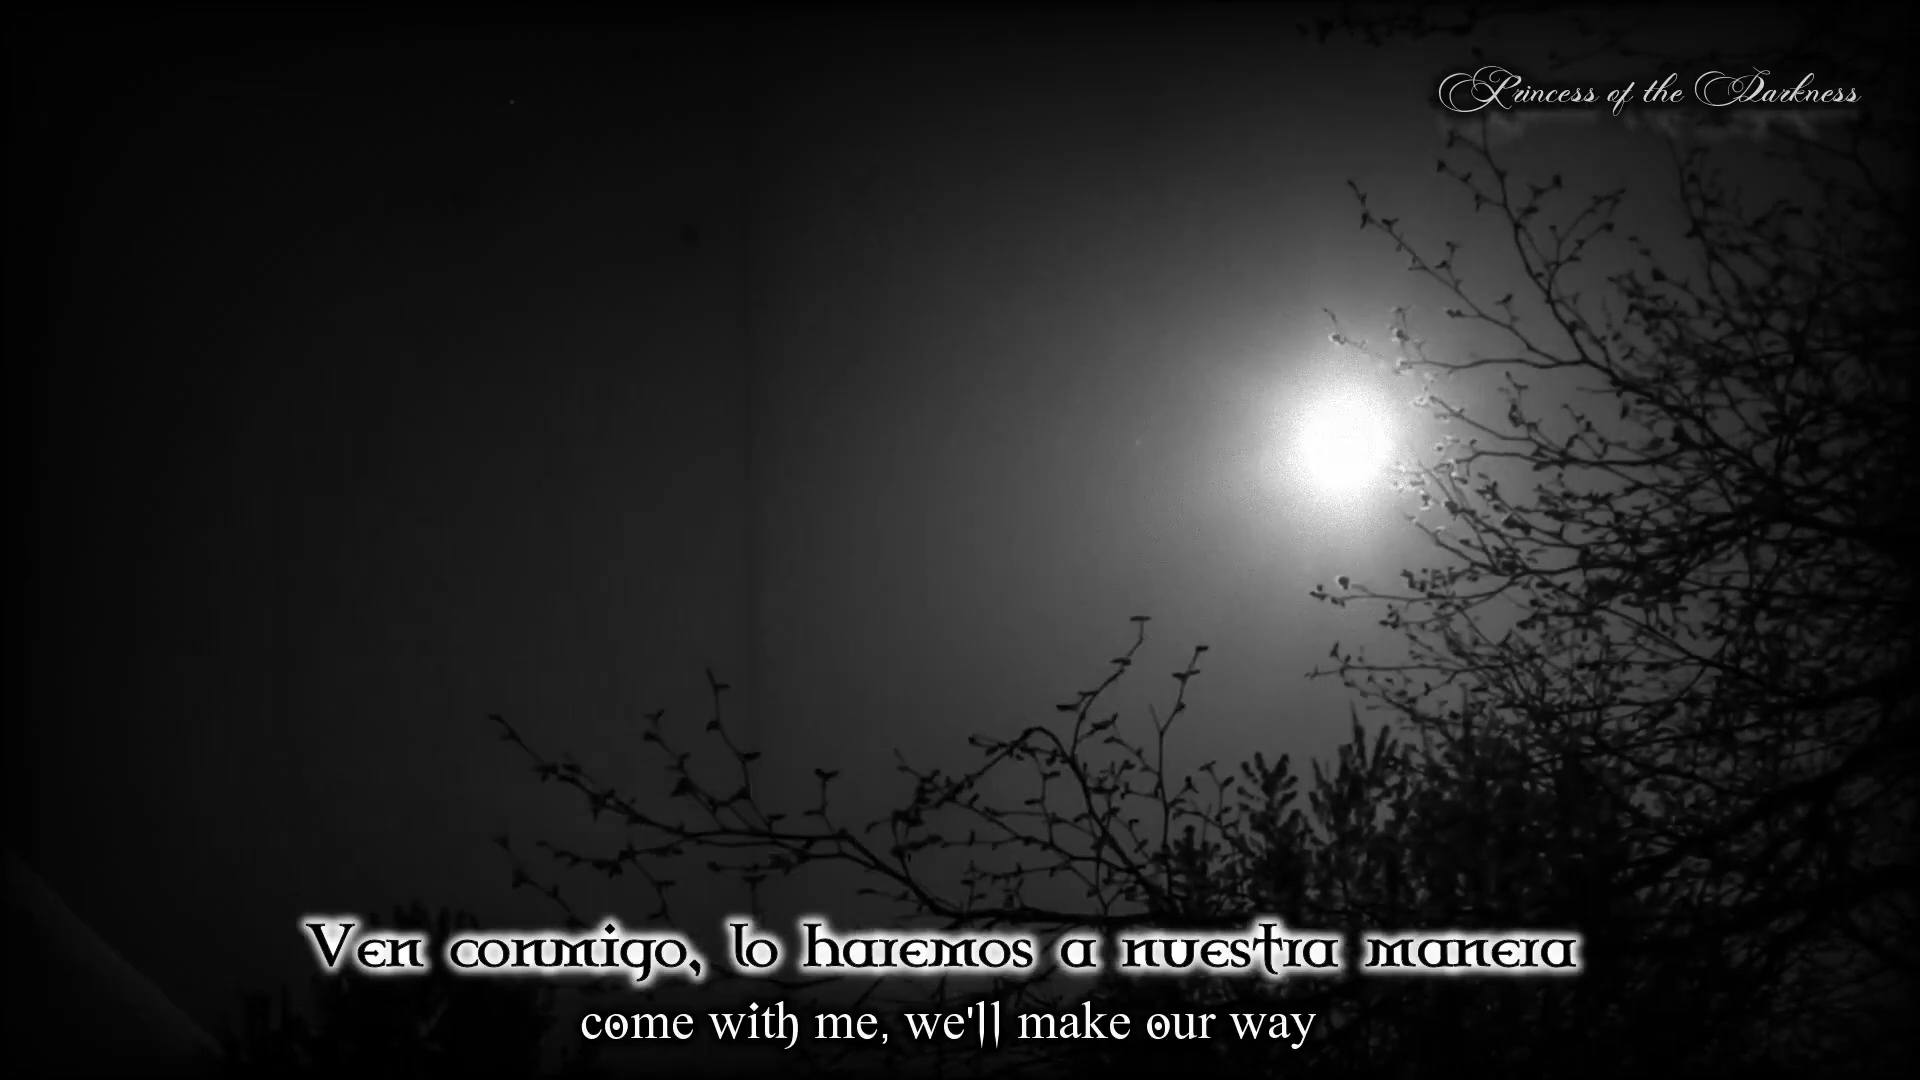 Princess of the Darkness
Ven conmigo, lo haremos a nuestra manera
come with me, we'll make our way